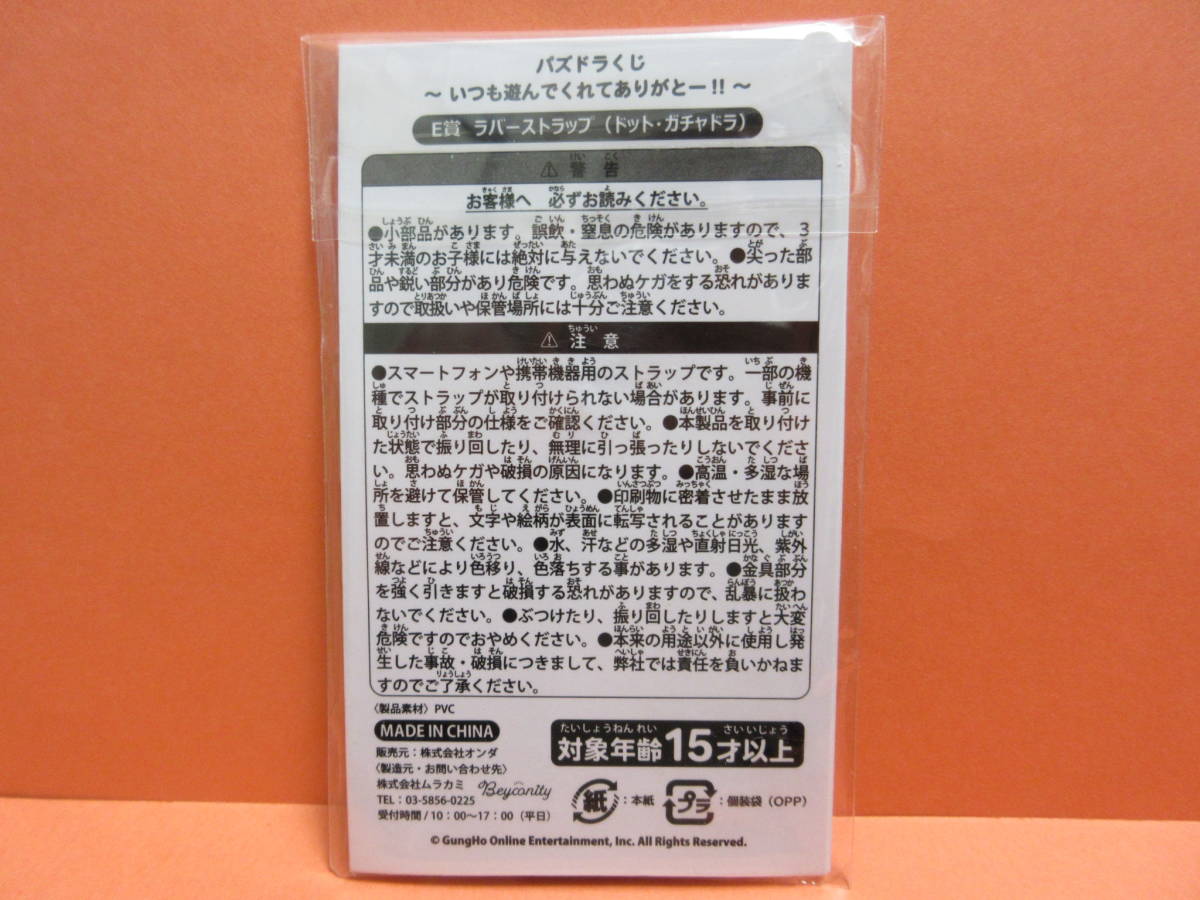 パズドラくじ
～ いつも遊んでくれてありがとー!! ～
E賞 ラバーストラップ（ドット・ガチャドラ）
⚠ 警告
お客様へ 必ずお読みください。
●小部品があります。誤飲・窒息の危険がありますので、3
才未満のお子様には絶対に与えないでください。●尖った部
品や鋭い部分があり危険です。思わぬケガをする恐れがありま
すので取扱いや保管場所には十分ご注意ください。
⚠ 注意
●スマートフォンや携帯機器用のストラップです。一部の機
種でストラップが取り付けられない場合があります。事前に
取り付け部分の仕様をご確認ください。●本製品を取り付け
た状態で振り回したり、無理に引っ張ったりしないでくださ
い。思わぬケガや破損の原因になります。●高温・多湿な場
所を避けて保管してください。●印刷物に密着させたまま放
置しますと、文字や絵柄が表面に転写されることがあります
のでご注意ください。●水、汗などの多湿や直射日光、紫外
線などにより色移り、色落ちする事があります。●金具部分
を強く引きますと破損する恐れがありますので、乱暴に扱わ
ないでください。●ぶつけたり、振り回したりしますと大変
危険ですのでおやめください。●本来の用途以外に使用し発
生した事故・破損につきまして、弊社では責任を負いかねま
すのでご了承ください。
〈製品素材〉PVC
MADE IN CHINA
対象年齢15才以上
販売元：株式会社オンダ
〈製造元・お問い合わせ先〉
株式会社ムラカミ Beyconity
TEL：03-5856-0225
受付時間/10：00～17：00（平日）
紙：本紙 プラ：個装袋（OPP）
© GungHo Online Entertainment, Inc. All Rights Reserved.